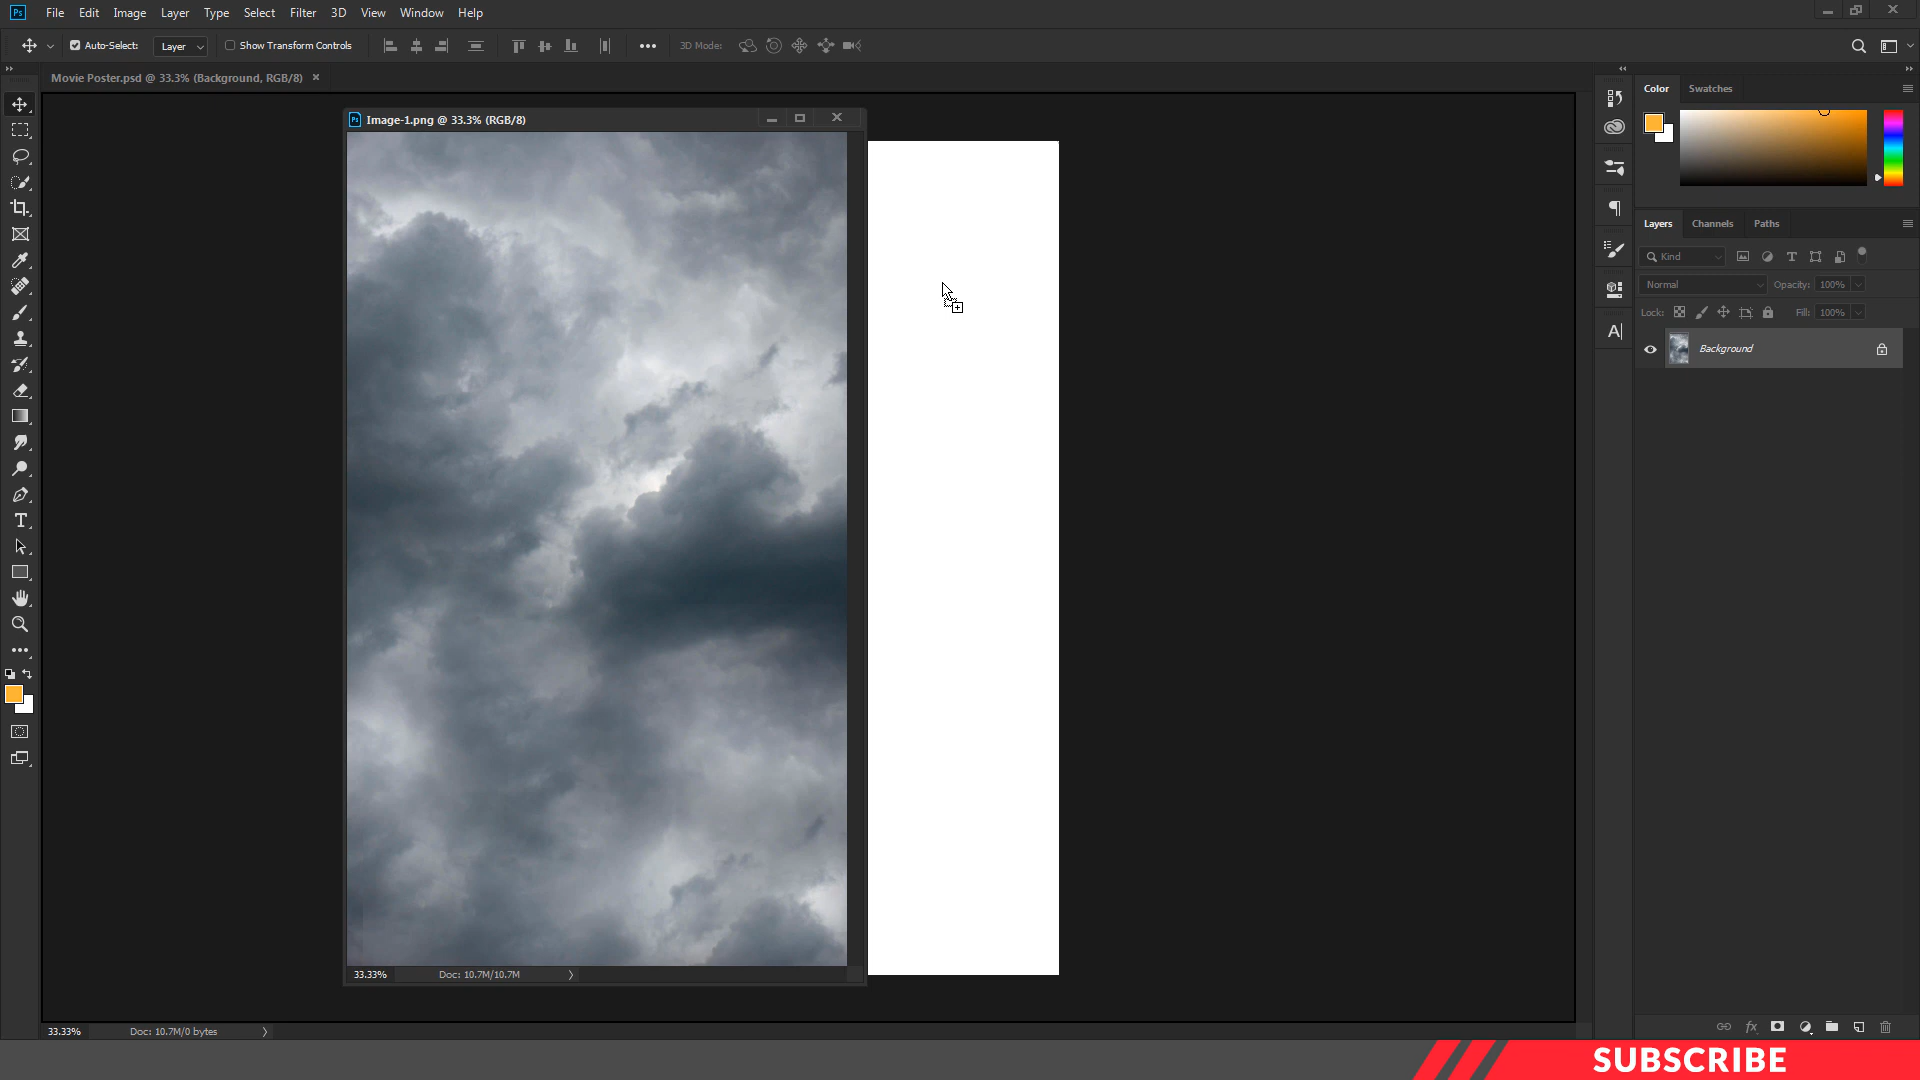 Ps File Edit Image Layer Type Select Filter 3D View Window Help
Auto-Select: Layer Show Transform Controls 3D Mode:
Movie Poster.psd @ 33.3% (Background, RGB/8)
Color Swatches
Ps Image-1.png @ 33.3% (RGB/8)
Layers Channels Paths
Kind
Normal Opacity: 100%
Lock: Fill: 100%
Background
33.33% Doc: 10.7M/10.7M
33.33% Doc: 10.7M/0 bytes
SUBSCRIBE